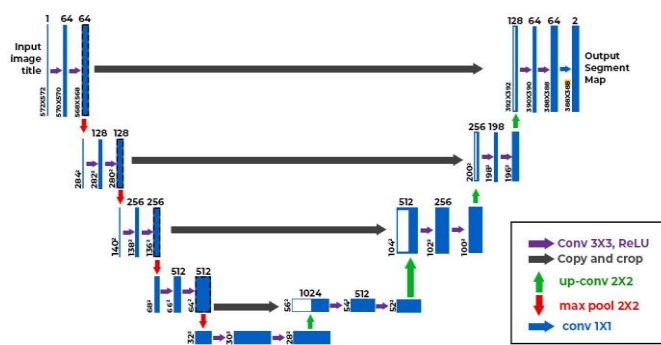 1 64 64
128 64 64 2
Input
image
title
Output
Segment
Map
572X572
570X570
568X568
392X392
390X390
388X388
388X388
128 128
256 198
284²
282²
280²
200²
198²
196²
256 256
512 256
140²
138²
136²
104²
102²
100²
512 512
1024 512
68²
66²
64²
56²
54²
52²
32²
30²
28²
Conv 3X3, ReLU
Copy and crop
up-conv 2X2
max pool 2X2
conv 1X1